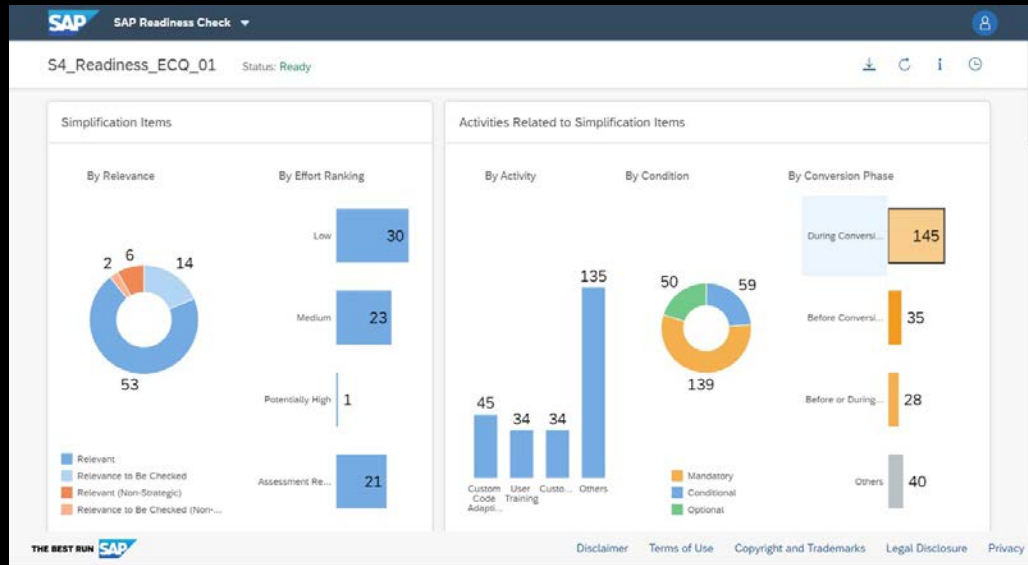 SAP SAP Readiness Check
S4_Readiness_ECQ_01 Status: Ready
Simplification Items
By Relevance
2 6 14
53
Relevant
Relevance to Be Checked
Relevant (Non-Strategic)
Relevance to Be Checked (Non-...
By Effort Ranking
Low 30
Medium 23
Potentially High 1
Assessment Re... 21
Activities Related to Simplification Items
By Activity
45 34 34 135
Custom Code Adapti...
User Training
Custo...
Others
By Condition
50 59
139
Mandatory
Conditional
Optional
By Conversion Phase
During Conversi... 145
Before Conversi... 35
Before or During... 28
Others 40
THE BEST RUN SAP
Disclaimer Terms of Use Copyright and Trademarks Legal Disclosure Privacy